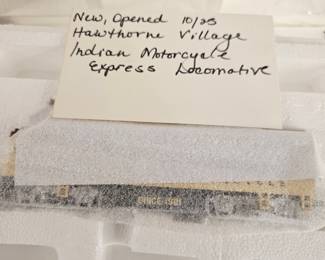 New, Opened 10/25
Hawthorne Village
Indian Motorcycle
Express Locomotive
SINCE 1901